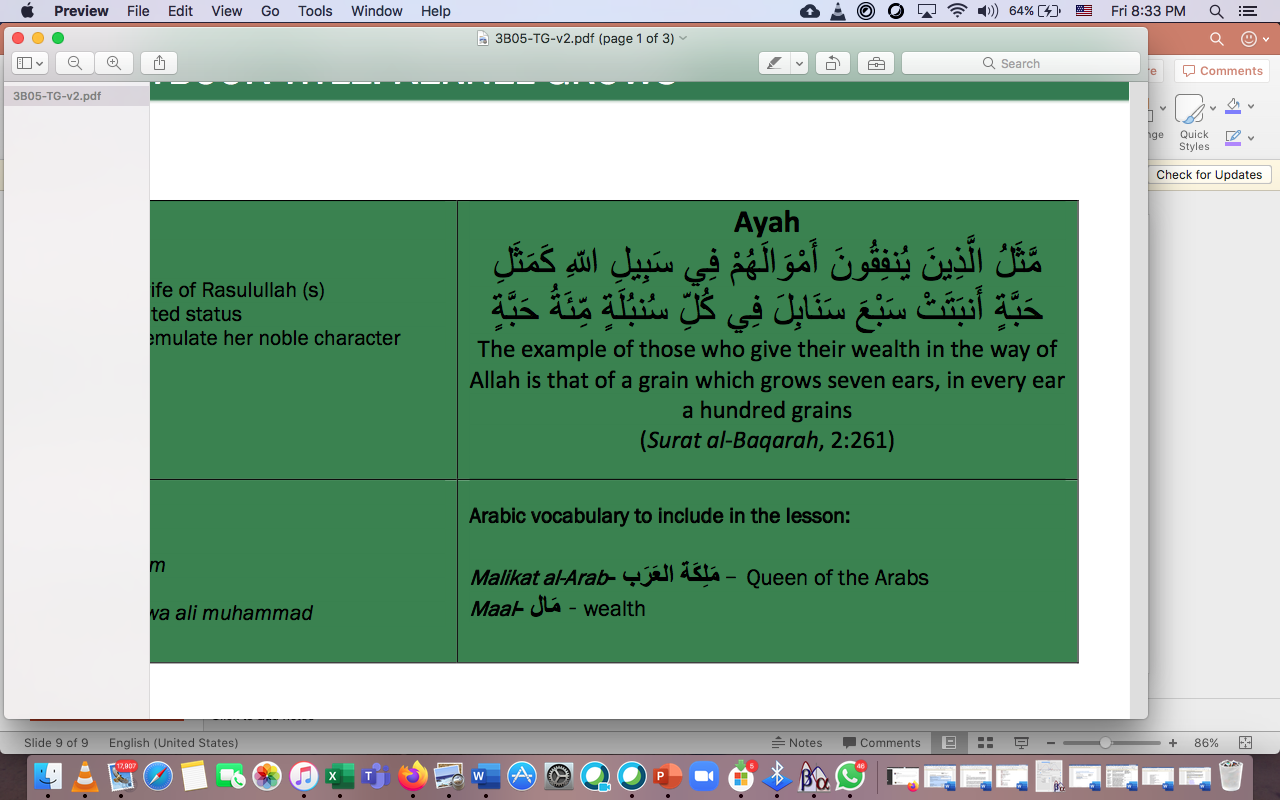 Preview File Edit View Go Tools Window Help 64% Fri 8:33 PM
3B05-TG-v2.pdf (page 1 of 3)
Search
Comments
3B05-TG-v2.pdf
Quick
Styles
Check for Updates
ife of Rasulullah (s)
ted status
emulate her noble character
Ayah
مَّثَلُ الَّذِينَ يُنفِقُونَ أَمْوَالَهُمْ فِي سَبِيلِ اللّهِ كَمَثَلِ
حَبَّةٍ أَنبَتَتْ سَبْعَ سَنَابِلَ فِي كُلِّ سُنبُلَةٍ مِّئَةُ حَبَّةٍ
The example of those who give their wealth in the way of
Allah is that of a grain which grows seven ears, in every ear
a hundred grains
(Surat al-Baqarah, 2:261)
m
wa ali muhammad
Arabic vocabulary to include in the lesson:
Malikat al-Arab- مَلِكَة العَرَب – Queen of the Arabs
Maal- مَال - wealth
Slide 9 of 9 English (United States) Notes Comments 86%
17,907